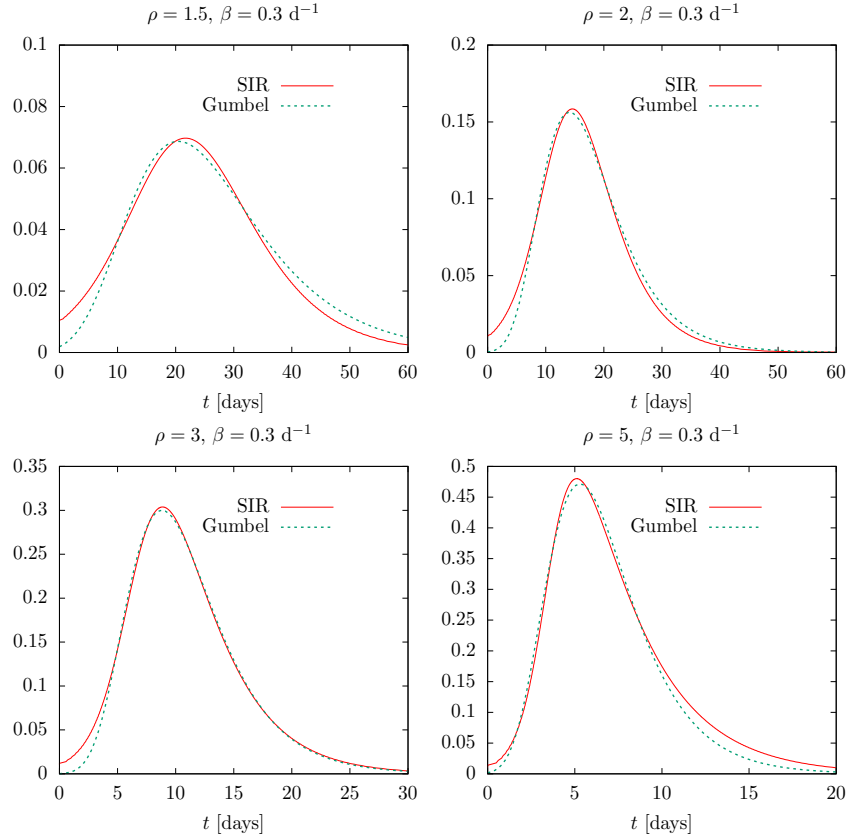 ρ = 1.5, β = 0.3 d⁻¹
0.1
0.08
0.06
0.04
0.02
0
0 10 20 30 40 50 60
t [days]
SIR
Gumbel
ρ = 2, β = 0.3 d⁻¹
0.2
0.15
0.1
0.05
0
0 10 20 30 40 50 60
t [days]
SIR
Gumbel
ρ = 3, β = 0.3 d⁻¹
0.35
0.3
0.25
0.2
0.15
0.1
0.05
0
0 5 10 15 20 25 30
t [days]
SIR
Gumbel
ρ = 5, β = 0.3 d⁻¹
0.5
0.45
0.4
0.35
0.3
0.25
0.2
0.15
0.1
0.05
0
0 5 10 15 20
t [days]
SIR
Gumbel